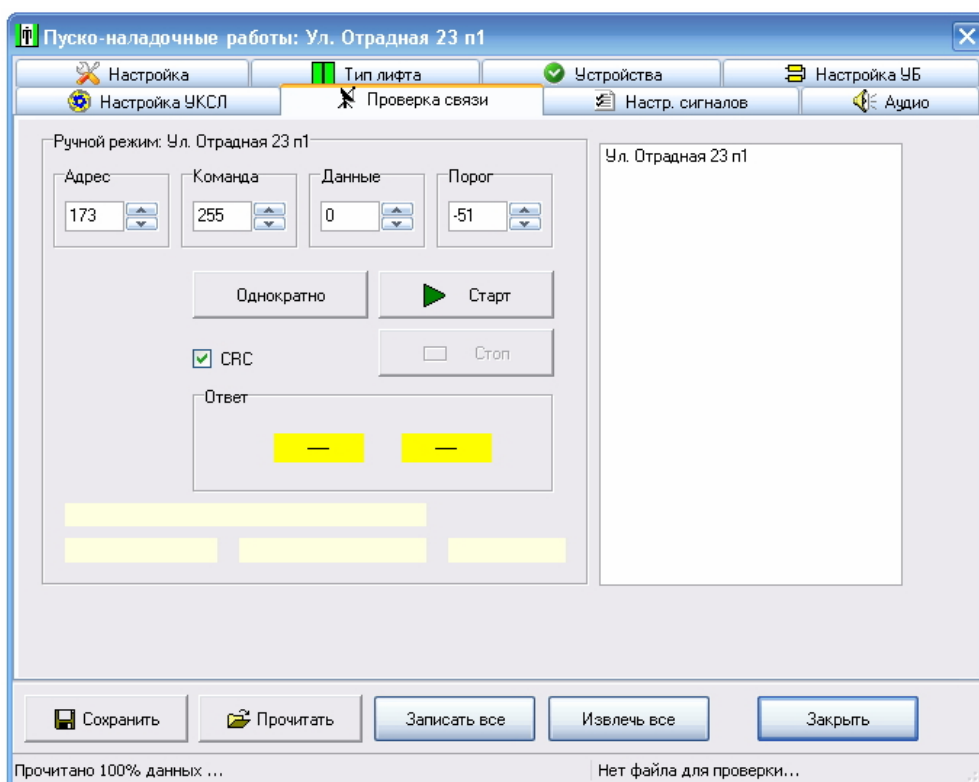 Пуско-наладочные работы: Ул. Отрадная 23 п1
Настройка Тип лифта Устройства Настройка УБ
Настройка УКСЛ Проверка связи Настр. сигналов Аудио
Ручной режим: Ул. Отрадная 23 п1
Ул. Отрадная 23 п1
Адрес Команда Данные Порог
173 255 0 -51
Однократно Старт
CRC Стоп
Ответ
— —
Сохранить Прочитать Записать все Извлечь все Закрыть
Прочитано 100% данных ... Нет файла для проверки...